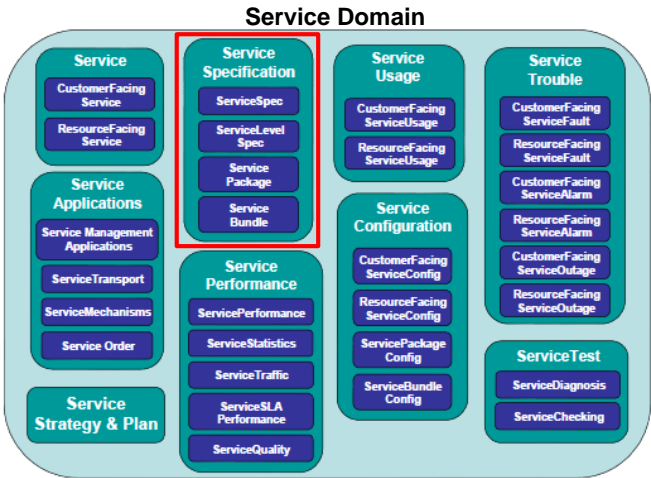 Service Domain
Service
CustomerFacing
Service
ResourceFacing
Service
Service
Applications
Service Management
Applications
ServiceTransport
ServiceMechanisms
Service Order
Service
Strategy & Plan
Service
Specification
ServiceSpec
ServiceLevel
Spec
Service
Package
Service
Bundle
Service
Performance
ServicePerformance
ServiceStatistics
ServiceTraffic
ServiceSLA
Performance
ServiceQuality
Service
Usage
CustomerFacing
ServiceUsage
ResourceFacing
ServiceUsage
Service
Configuration
CustomerFacing
ServiceConfig
ResourceFacing
ServiceConfig
ServicePackage
Config
ServiceBundle
Config
Service
Trouble
CustomerFacing
ServiceFault
ResourceFacing
ServiceFault
CustomerFacing
ServiceAlarm
ResourceFacing
ServiceAlarm
CustomerFacing
ServiceOutage
ResourceFacing
ServiceOutage
ServiceTest
ServiceDiagnosis
ServiceChecking